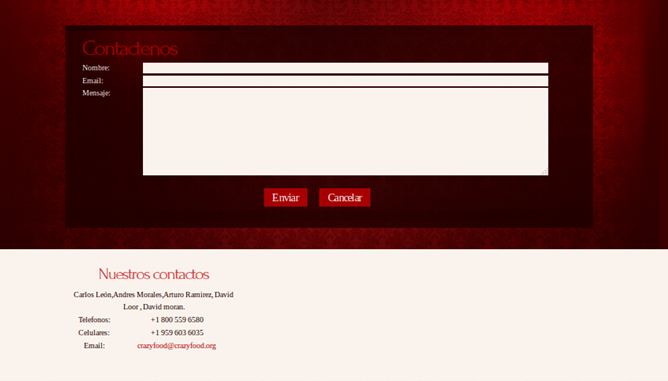 Contactenos
Nombre:
Email:
Mensaje:
Enviar Cancelar
Nuestros contactos
Carlos León,Andres Morales,Arturo Ramirez, David
Loor , David moran.
Telefonos: +1 800 559 6580
Celulares: +1 959 603 6035
Email: crazyfood@crazyfood.org